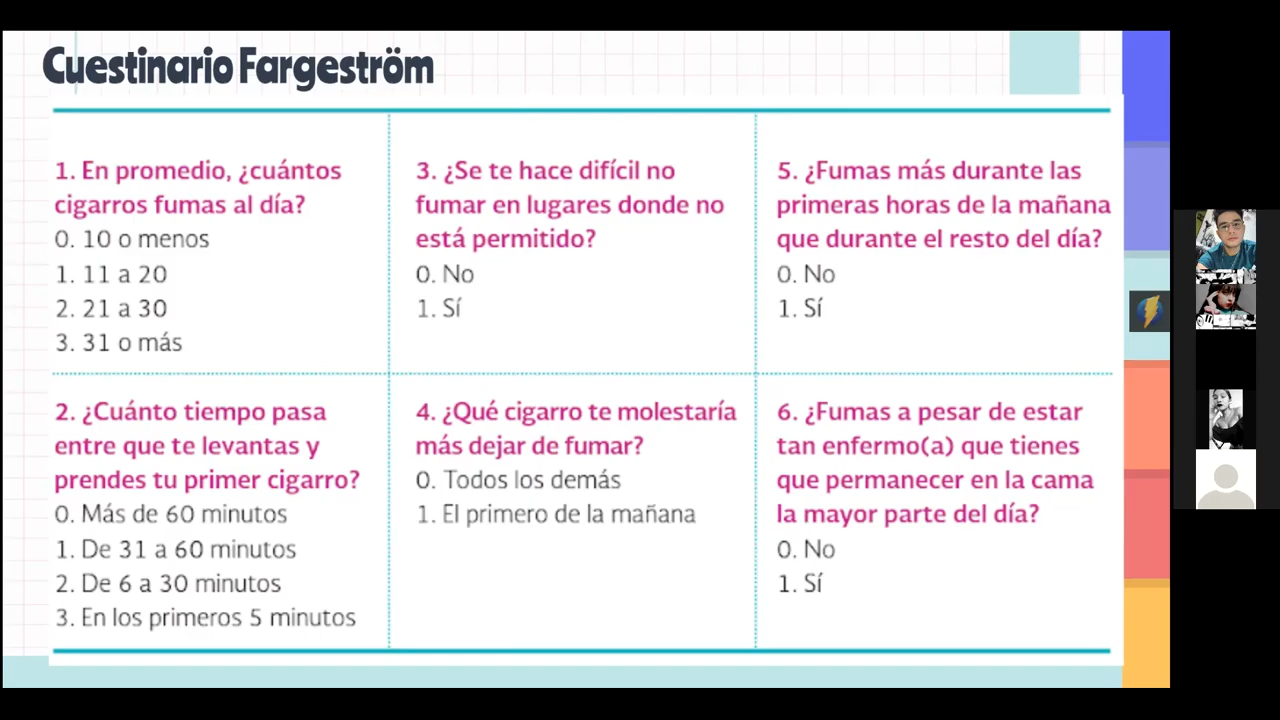 Cuestinario Fargeström
1. En promedio, ¿cuántos
cigarros fumas al día?
0. 10 o menos
1. 11 a 20
2. 21 a 30
3. 31 o más
2. ¿Cuánto tiempo pasa
entre que te levantas y
prendes tu primer cigarro?
0. Más de 60 minutos
1. De 31 a 60 minutos
2. De 6 a 30 minutos
3. En los primeros 5 minutos
3. ¿Se te hace difícil no
fumar en lugares donde no
está permitido?
0. No
1. Sí
4. ¿Qué cigarro te molestaría
más dejar de fumar?
0. Todos los demás
1. El primero de la mañana
5. ¿Fumas más durante las
primeras horas de la mañana
que durante el resto del día?
0. No
1. Sí
6. ¿Fumas a pesar de estar
tan enfermo(a) que tienes
que permanecer en la cama
la mayor parte del día?
0. No
1. Sí